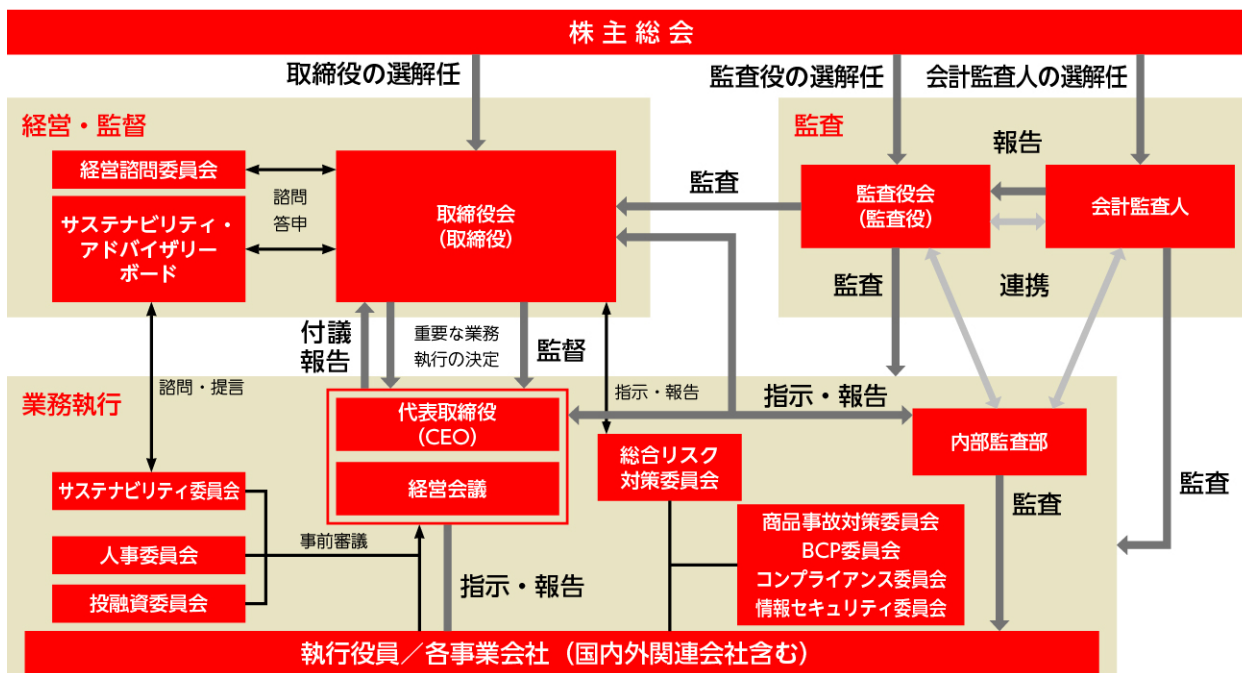 株主総会
取締役の選解任
監査役の選解任
会計監査人の選解任
経営・監督
監査
経営諮問委員会
諮問
答申
サステナビリティ・
アドバイザリー
ボード
取締役会
(取締役)
監査
監査役会
(監査役)
報告
会計監査人
監査
連携
付議
報告
重要な業務
執行の決定
監督
諮問・提言
業務執行
指示・報告
指示・報告
代表取締役
(CEO)
経営会議
総合リスク
対策委員会
内部監査部
監査
監査
サステナビリティ委員会
人事委員会
投融資委員会
事前審議
指示・報告
商品事故対策委員会
BCP委員会
コンプライアンス委員会
情報セキュリティ委員会
執行役員／各事業会社（国内外関連会社含む）